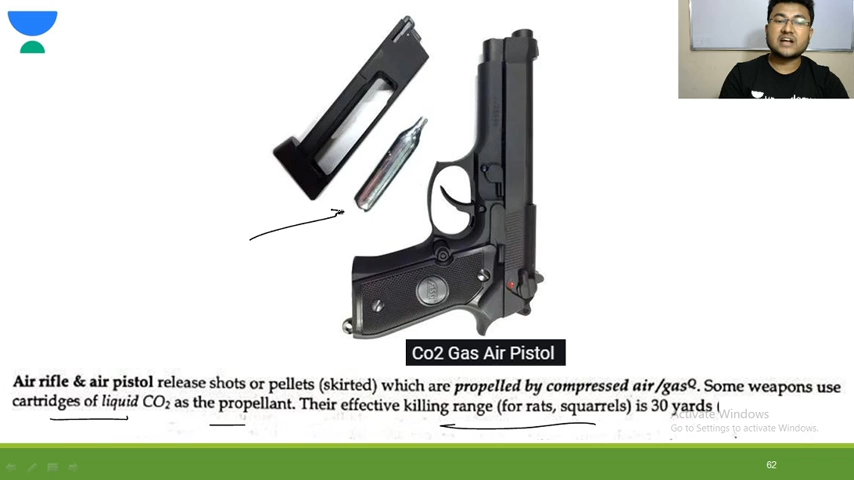 Co2 Gas Air Pistol
Air rifle & air pistol release shots or pellets (skirted) which are propelled by compressed air/gasQ. Some weapons use
cartridges of liquid CO2 as the propellant. Their effective killing range (for rats, squarrels) is 30 yards (
Activate Windows
Go to Settings to activate Windows.
62